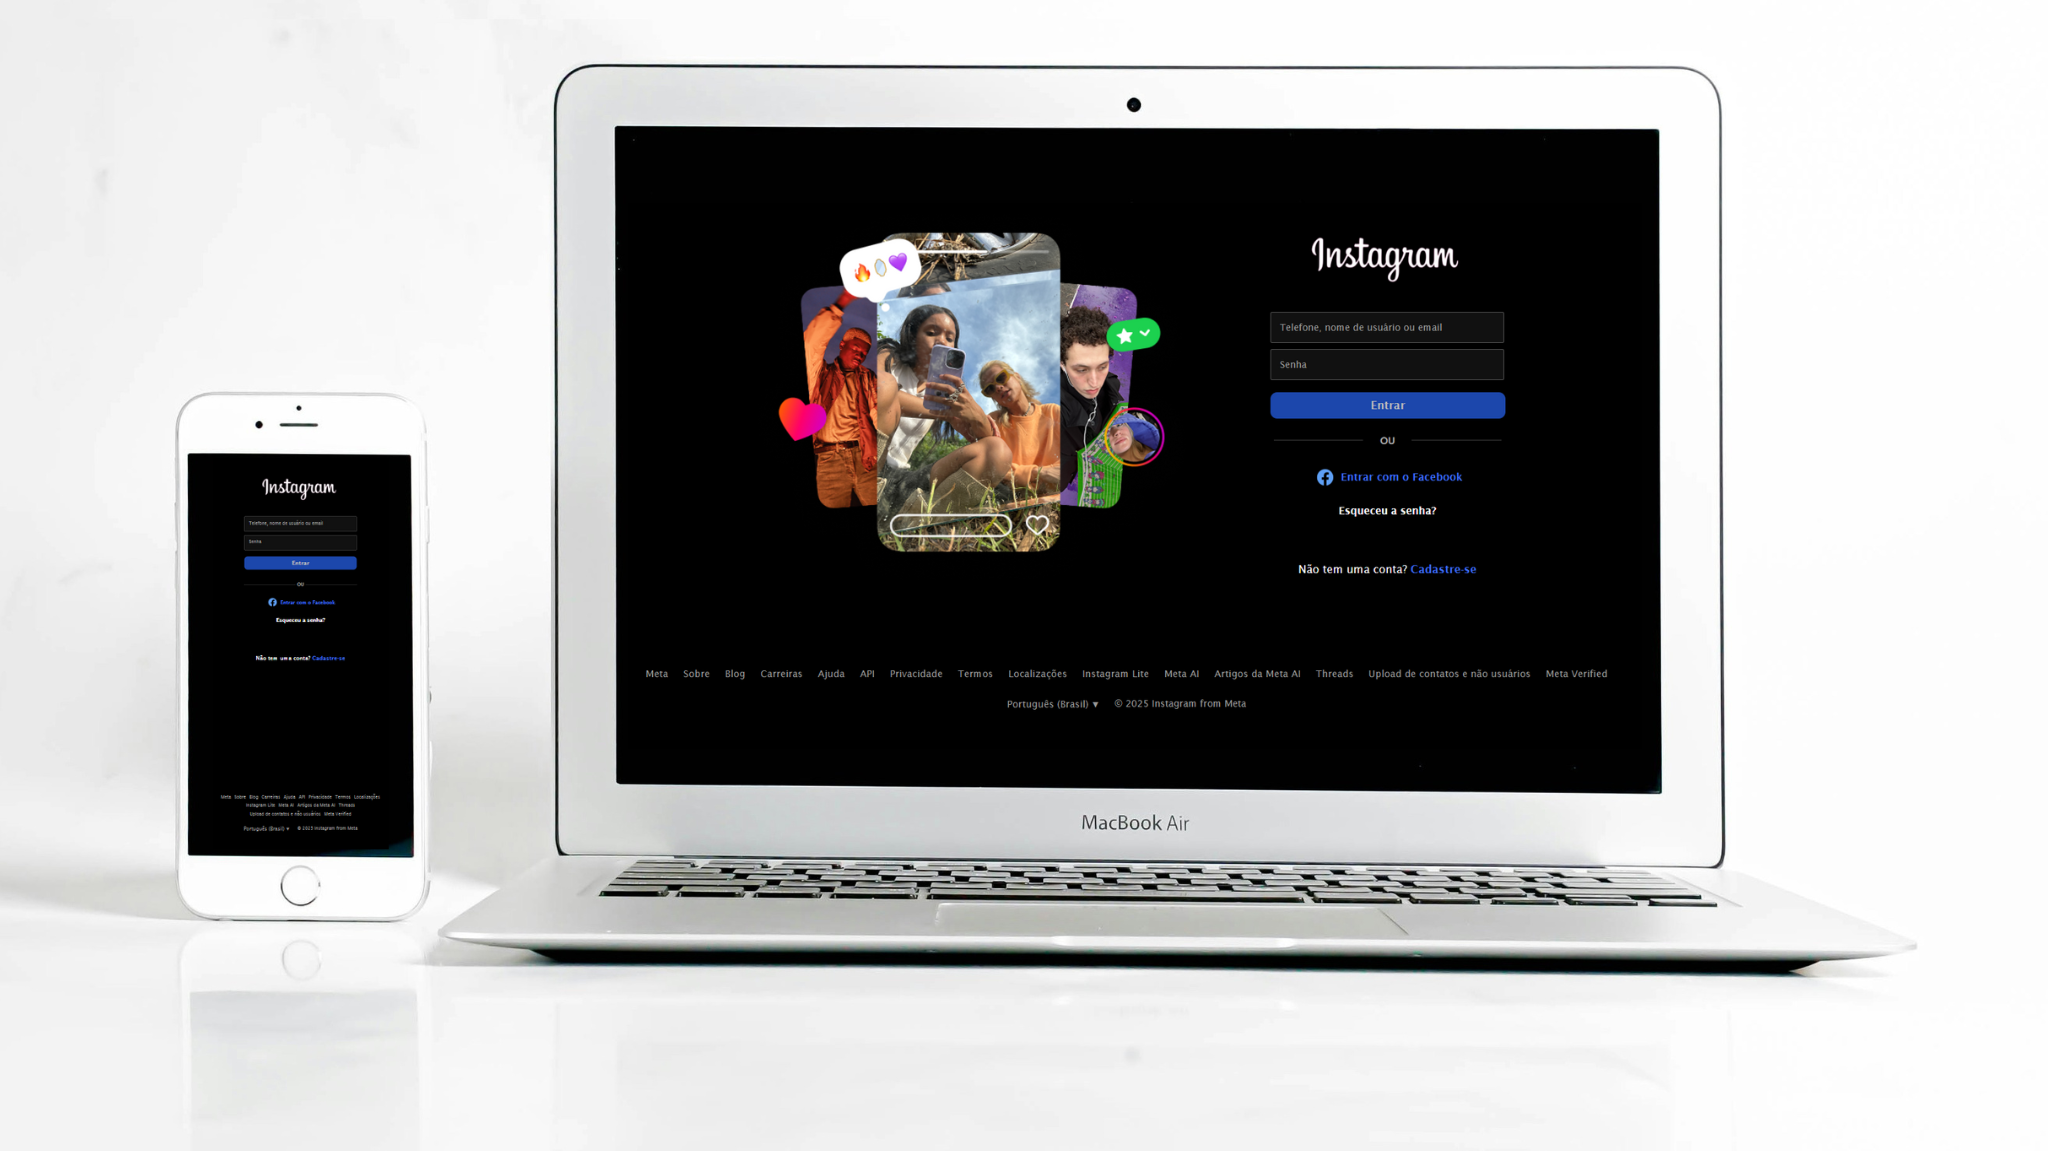 Instagram
Telefone, nome de usuário ou email
Senha
Entrar
OU
Entrar com o Facebook
Esqueceu a senha?
Não tem uma conta? Cadastre-se
Meta Sobre Blog Carreiras Ajuda API Privacidade Termos Localizações
Instagram Lite Meta AI Artigos da Meta AI Threads
Upload de contatos e não usuários Meta Verified
Português (Brasil) ▾ © 2025 Instagram from Meta
Instagram
Telefone, nome de usuário ou email
Senha
Entrar
OU
Entrar com o Facebook
Esqueceu a senha?
Não tem uma conta? Cadastre-se
Meta Sobre Blog Carreiras Ajuda API Privacidade Termos Localizações Instagram Lite Meta AI Artigos da Meta AI Threads Upload de contatos e não usuários Meta Verified
Português (Brasil) ▾ © 2025 Instagram from Meta
MacBook Air